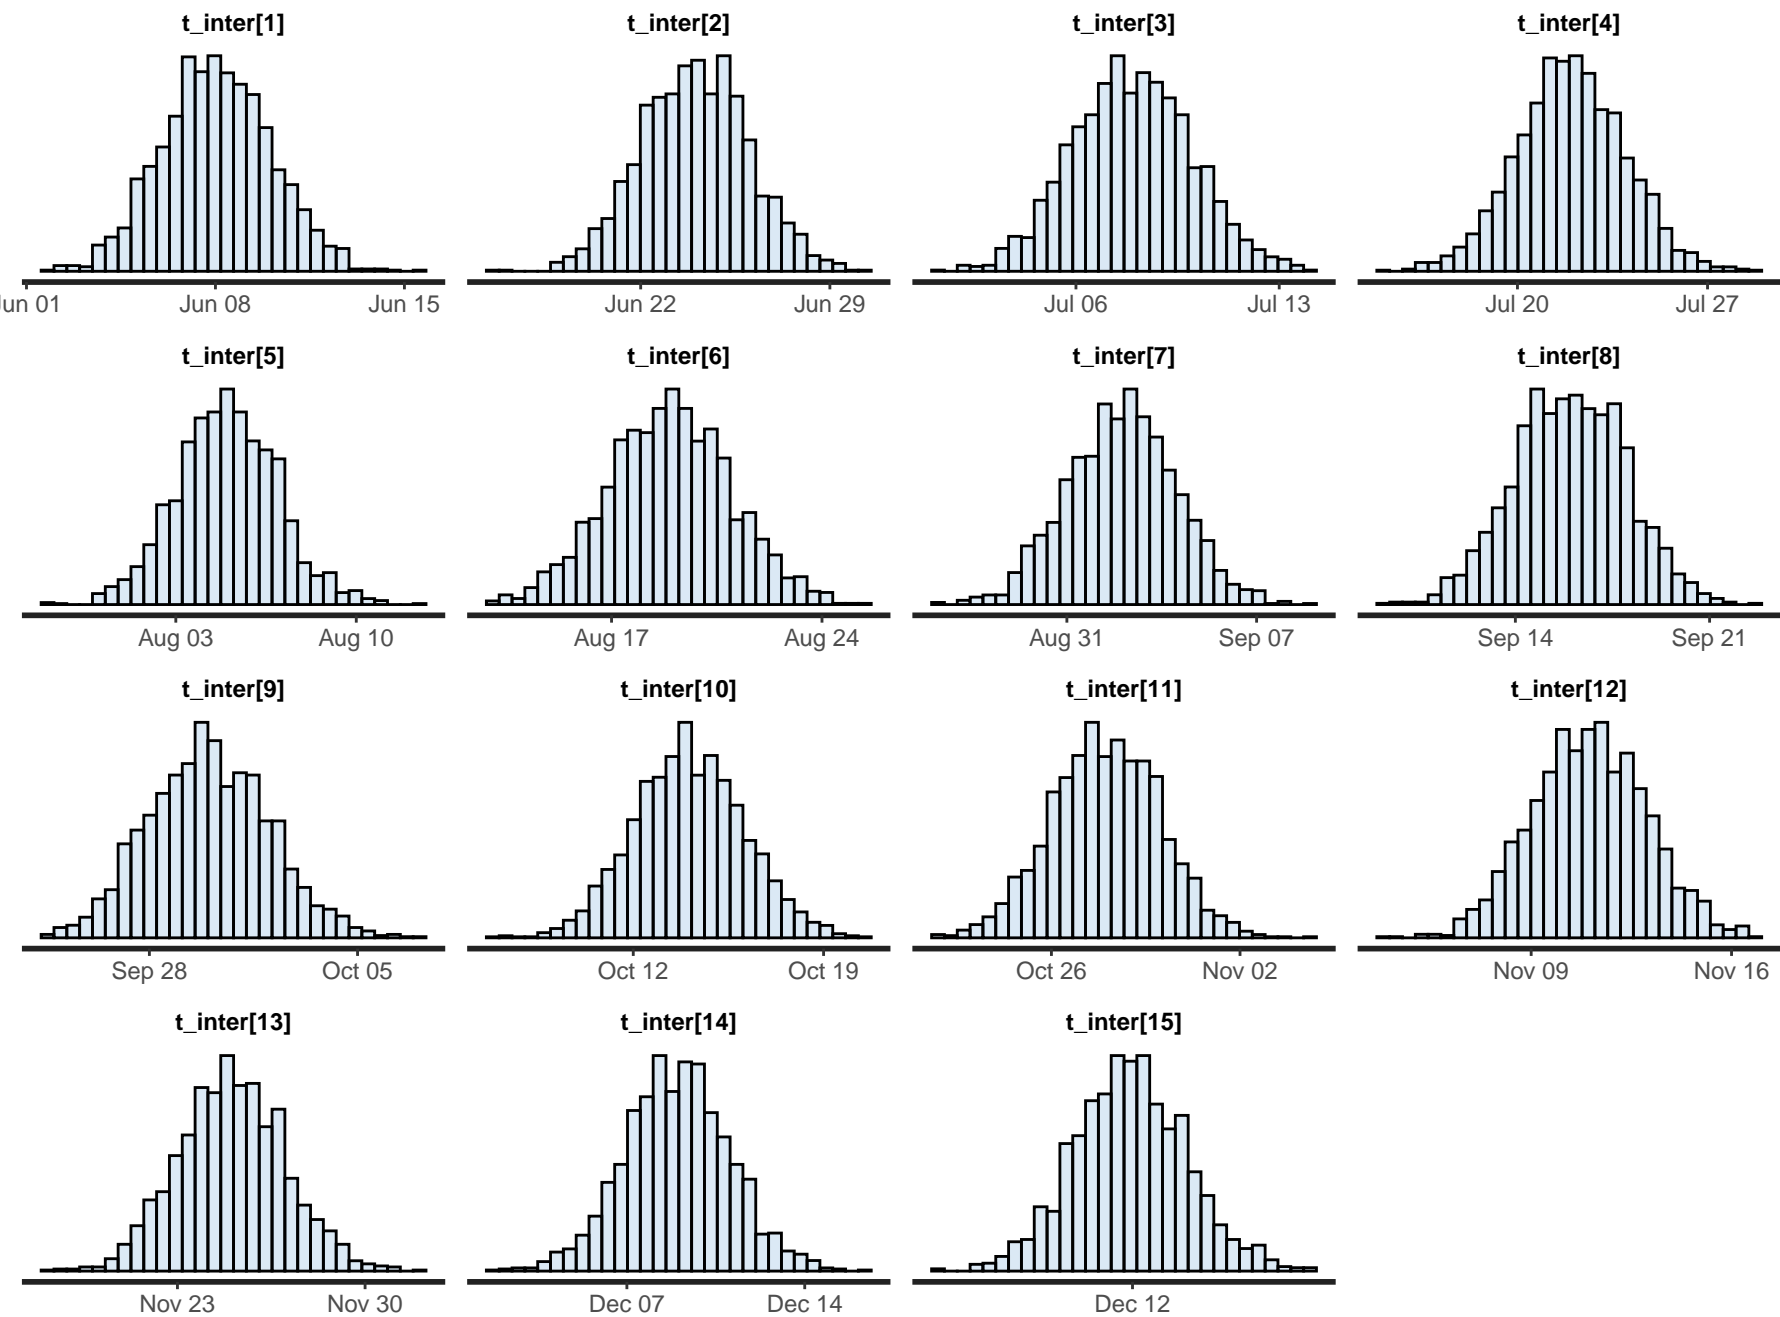 t_inter[1] t_inter[2] t_inter[3] t_inter[4]
Jun 01 Jun 08 Jun 15 Jun 22 Jun 29 Jul 06 Jul 13 Jul 20 Jul 27
t_inter[5] t_inter[6] t_inter[7] t_inter[8]
Aug 03 Aug 10 Aug 17 Aug 24 Aug 31 Sep 07 Sep 14 Sep 21
t_inter[9] t_inter[10] t_inter[11] t_inter[12]
Sep 28 Oct 05 Oct 12 Oct 19 Oct 26 Nov 02 Nov 09 Nov 16
t_inter[13] t_inter[14] t_inter[15]
Nov 23 Nov 30 Dec 07 Dec 14 Dec 12